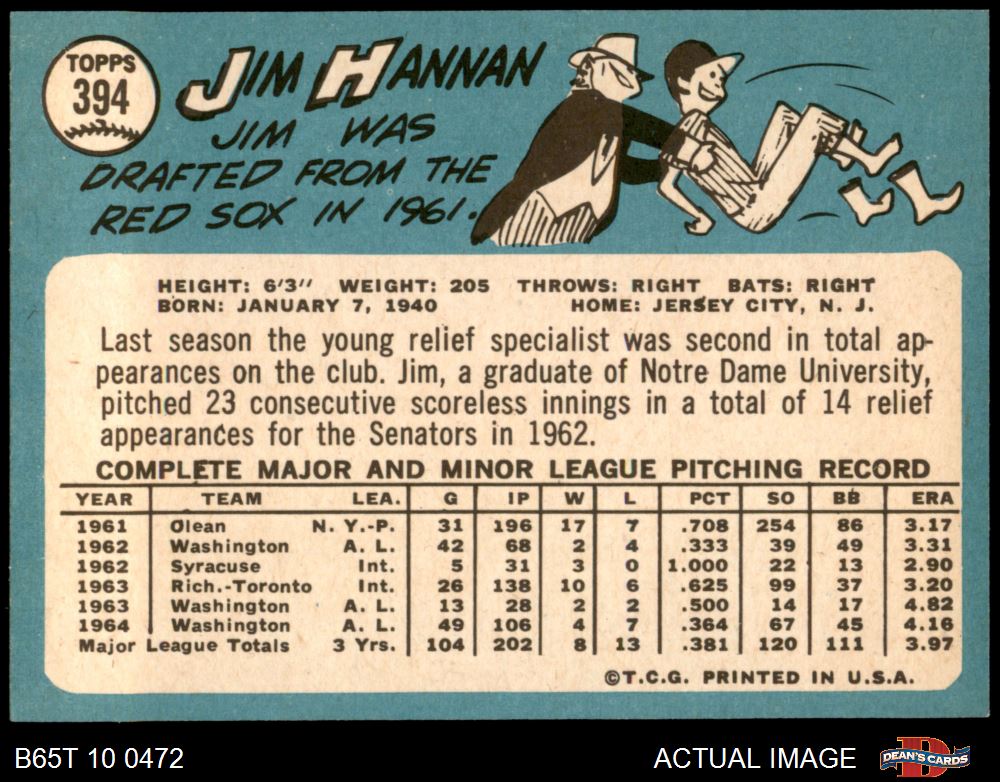 TOPPS
394
JIM HANNAN
JIM WAS
DRAFTED FROM THE
RED SOX IN 1961.
HEIGHT: 6'3" WEIGHT: 205 THROWS: RIGHT BATS: RIGHT
BORN: JANUARY 7, 1940 HOME: JERSEY CITY, N. J.
Last season the young relief specialist was second in total ap-
pearances on the club. Jim, a graduate of Notre Dame University,
pitched 23 consecutive scoreless innings in a total of 14 relief
appearances for the Senators in 1962.
COMPLETE MAJOR AND MINOR LEAGUE PITCHING RECORD
YEAR TEAM LEA. G IP W L PCT SO BB ERA
1961 Olean N. Y.-P. 31 196 17 7 .708 254 86 3.17
1962 Washington A. L. 42 68 2 4 .333 39 49 3.31
1962 Syracuse Int. 5 31 3 0 1.000 22 13 2.90
1963 Rich.-Toronto Int. 26 138 10 6 .625 99 37 3.20
1963 Washington A. L. 13 28 2 2 .500 14 17 4.82
1964 Washington A. L. 49 106 4 7 .364 67 45 4.16
Major League Totals 3 Yrs. 104 202 8 13 .381 120 111 3.97
©T.C.G. PRINTED IN U.S.A.
B65T 10 0472 ACTUAL IMAGE DEAN'S CARDS